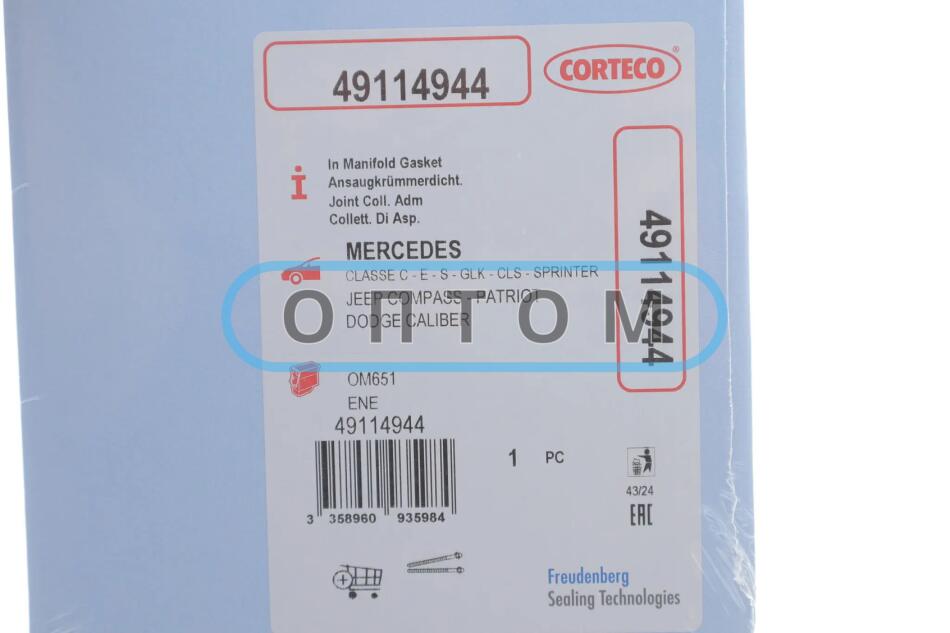 49114944
CORTECO®
In Manifold Gasket
Ansaugkrümmerdicht.
Joint Coll. Adm
Collett. Di Asp.
MERCEDES
CLASSE C - E - S - GLK - CLS - SPRINTER
JEEP COMPASS - PATRIOT
DODGE CALIBER
ОПТОМ
49114944
OM651
ENE
49114944
1 PC
3 358960 935984
43/24
EAC
Freudenberg
Sealing Technologies